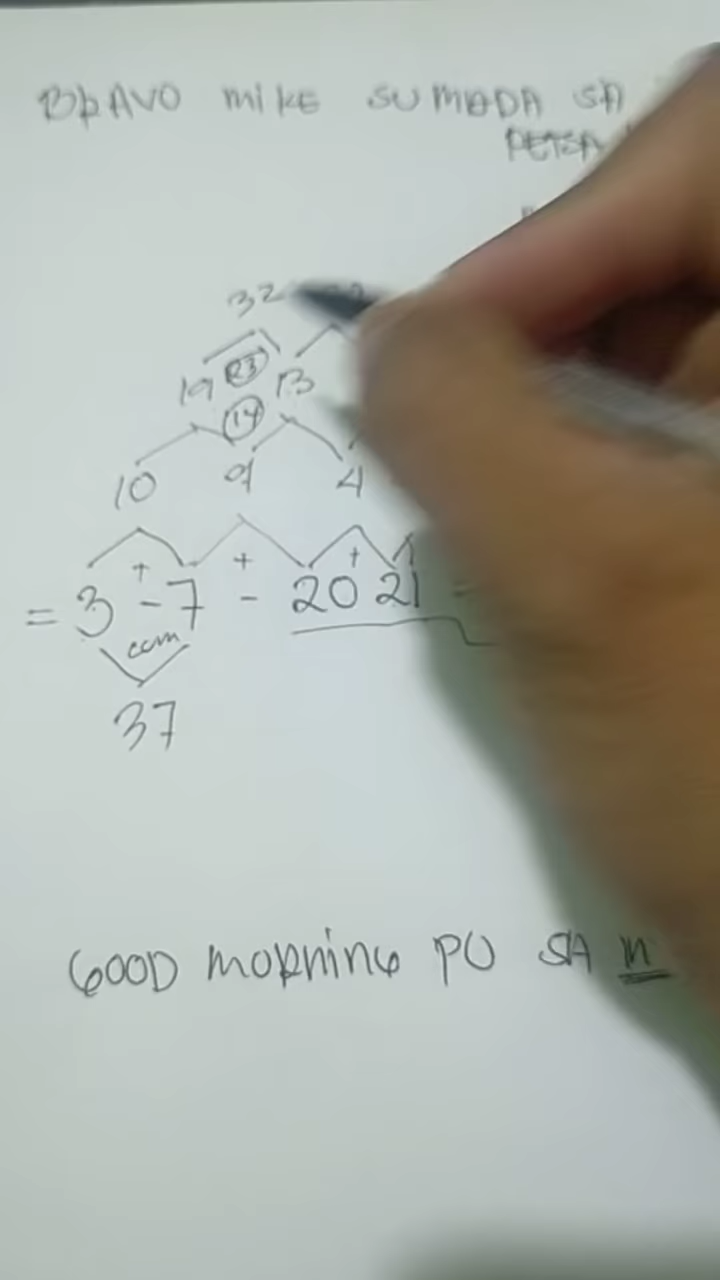 BRAVO MIKE SUMADA SA
PETSA
32
19 23 13
14
10 9 4
+ + +
= 3 - 7 - 20 21 -
com
37
GOOD MORNING PO SA